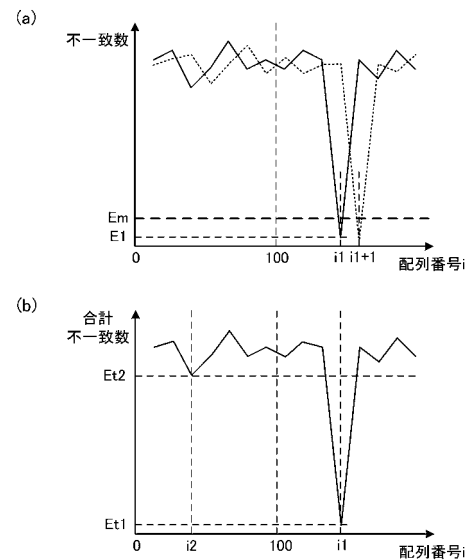 (a)
不一致数
Em
E1
0
100
i1
i1+1
配列番号i
(b)
合計
不一致数
Et2
Et1
0
i2
100
i1
配列番号i